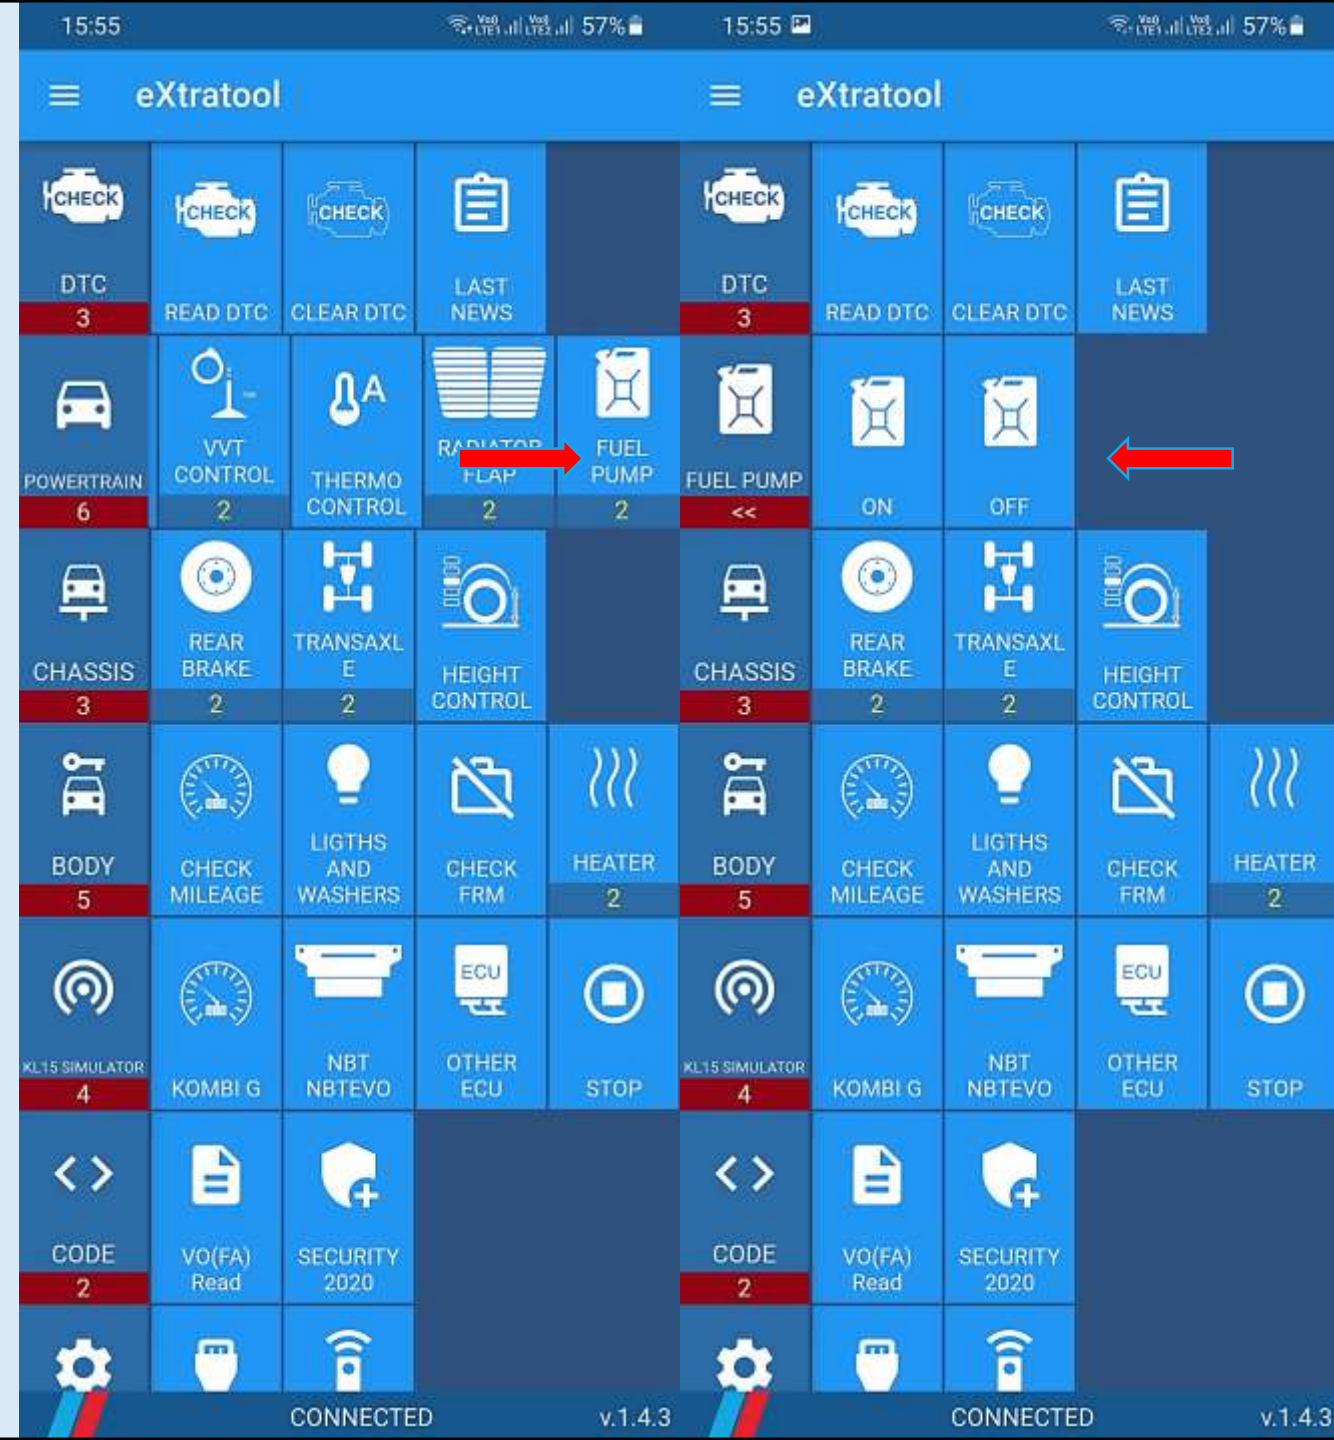 15:55
57%
eXtratool
CHECK
DTC
3
CHECK
READ DTC
CHECK
CLEAR DTC
LAST
NEWS
POWERTRAIN
6
VVT
CONTROL
2
A
THERMO
CONTROL
RADIATOR
FLAP
2
FUEL
PUMP
2
CHASSIS
3
REAR
BRAKE
2
TRANSAXL
E
2
HEIGHT
CONTROL
BODY
5
CHECK
MILEAGE
LIGTHS
AND
WASHERS
CHECK
FRM
HEATER
2
KL15 SIMULATOR
4
KOMBI G
NBT
NBTEVO
ECU
OTHER
ECU
STOP
CODE
2
VO(FA)
Read
SECURITY
2020
CONNECTED
v.1.4.3
15:55
57%
eXtratool
CHECK
DTC
3
CHECK
READ DTC
CHECK
CLEAR DTC
LAST
NEWS
FUEL PUMP
<<
ON
OFF
CHASSIS
3
REAR
BRAKE
2
TRANSAXL
E
2
HEIGHT
CONTROL
BODY
5
CHECK
MILEAGE
LIGTHS
AND
WASHERS
CHECK
FRM
HEATER
2
KL15 SIMULATOR
4
KOMBI G
NBT
NBTEVO
ECU
OTHER
ECU
STOP
CODE
2
VO(FA)
Read
SECURITY
2020
CONNECTED
v.1.4.3